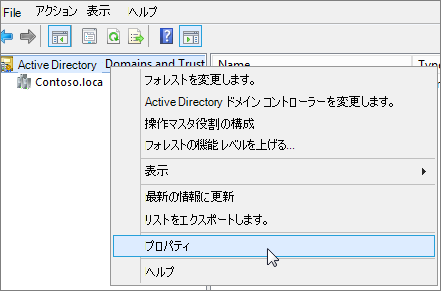 File アクション 表示 ヘルプ
Active Directory Domains and Trust
Name
Type
Contoso.loca
フォレストを変更します。
Active Directory ドメイン コントローラーを変更します。
操作マスタ役割の構成
フォレストの機能レベルを上げる...
表示
最新の情報に更新
リストをエクスポートします。
プロパティ
ヘルプ